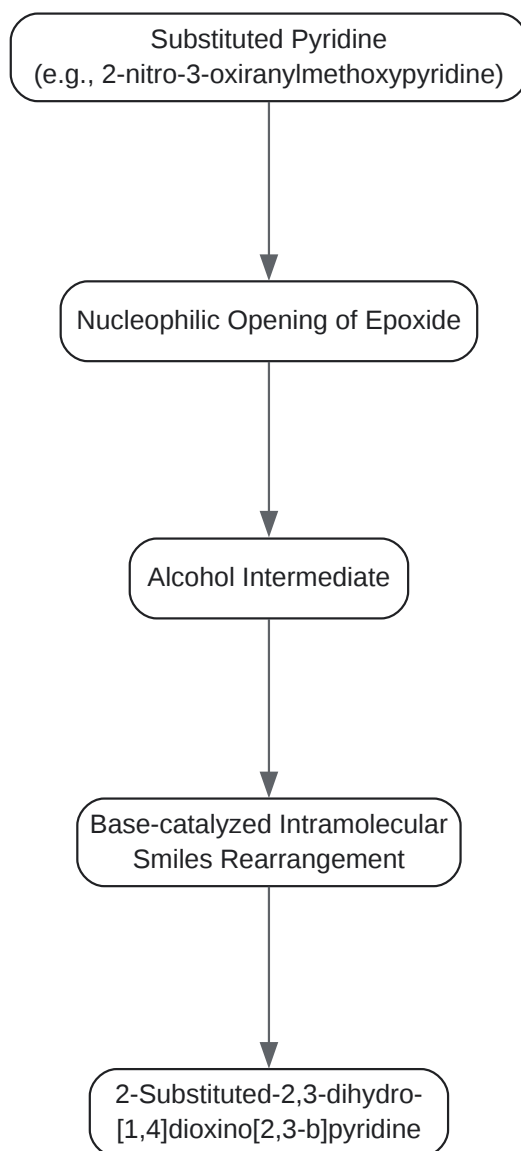 Substituted Pyridine
(e.g., 2-nitro-3-oxiranylmethoxypyridine)
Nucleophilic Opening of Epoxide
Alcohol Intermediate
Base-catalyzed Intramolecular
Smiles Rearrangement
2-Substituted-2,3-dihydro-
[1,4]dioxino[2,3-b]pyridine